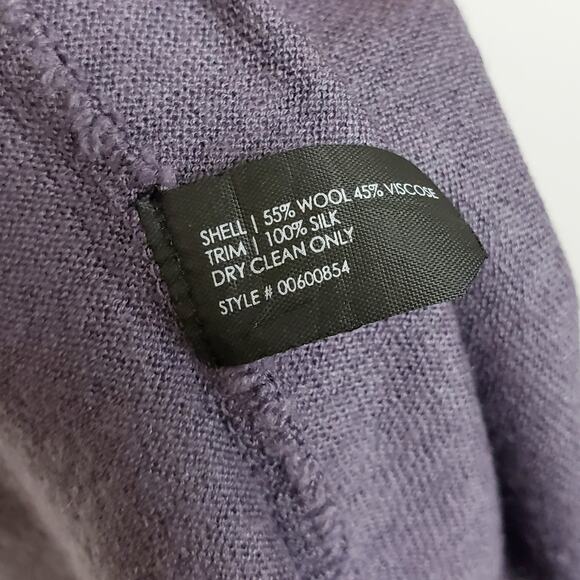 SHELL | 55% WOOL 45% VISCOSE
TRIM | 100% SILK
DRY CLEAN ONLY
STYLE # 00600854